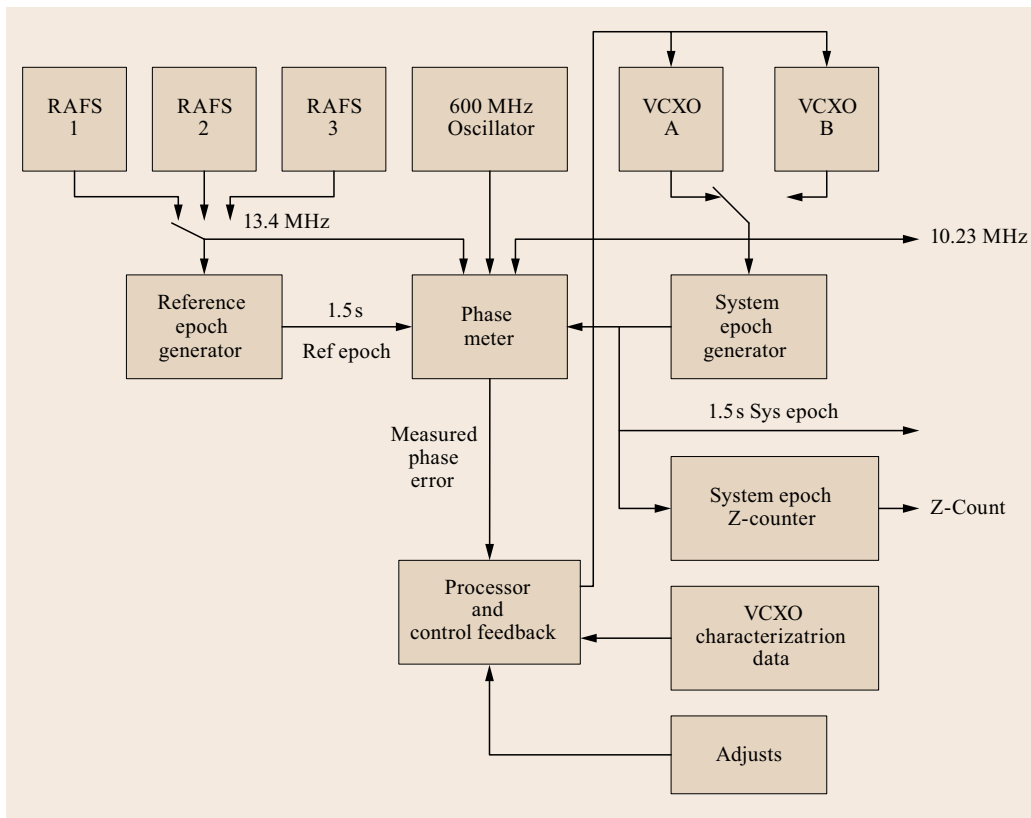 RAFS
1
RAFS
2
RAFS
3
600 MHz
Oscillator
VCXO
A
VCXO
B
13.4 MHz
10.23 MHz
Reference
epoch
generator
1.5 s
Ref epoch
Phase
meter
System
epoch
generator
1.5 s Sys epoch
Measured
phase
error
System epoch
Z-counter
Z-Count
Processor
and
control feedback
VCXO
characterizatrion
data
Adjusts